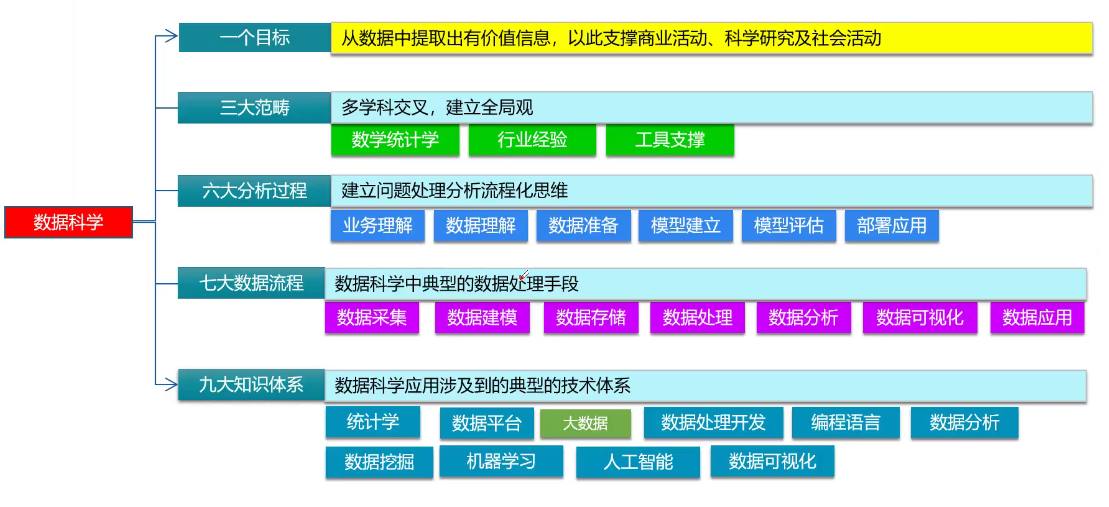 一个目标
从数据中提取出有价值信息，以此支撑商业活动、科学研究及社会活动
三大范畴
多学科交叉，建立全局观
数学统计学 行业经验 工具支撑
六大分析过程
建立问题处理分析流程化思维
业务理解 数据理解 数据准备 模型建立 模型评估 部署应用
数据科学
七大数据流程
数据科学中典型的数据处理手段
数据采集 数据建模 数据存储 数据处理 数据分析 数据可视化 数据应用
九大知识体系
数据科学应用涉及到的典型的技术体系
统计学 数据平台 大数据 数据处理开发 编程语言 数据分析
数据挖掘 机器学习 人工智能 数据可视化